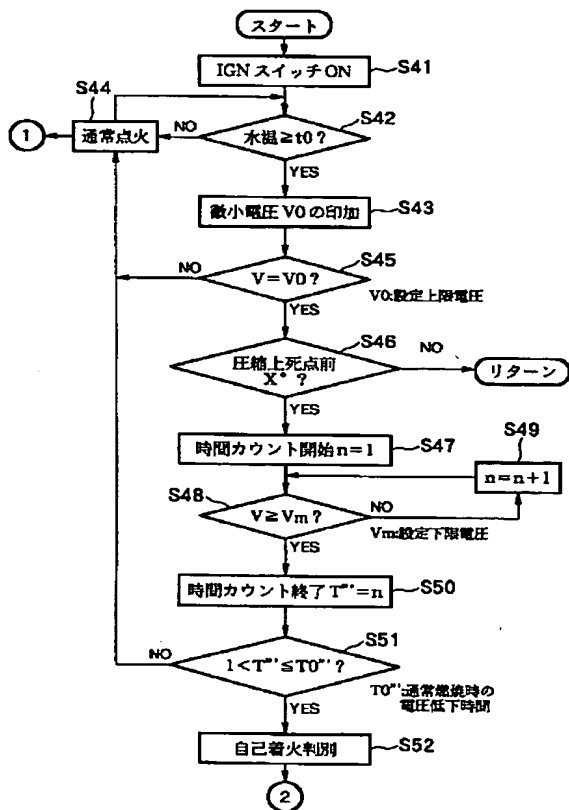 スタート
IGN スイッチ ON
S41
S44
S42
①
通常点火
NO
水温≧t0？
YES
微小電圧 V0 の印加
S43
S45
NO
V＝V0？
V0:設定上限電圧
YES
S46
圧縮上死点前
X°？
NO
リターン
YES
時間カウント開始 n＝1
S47
S49
n＝n＋1
S48
V≧Vm？
NO
Vm:設定下限電圧
YES
時間カウント終了 T"'＝n
S50
S51
NO
1＜T"'≦T0"'？
T0"':通常燃焼時の
電圧低下時間
YES
自己着火判別
S52
②